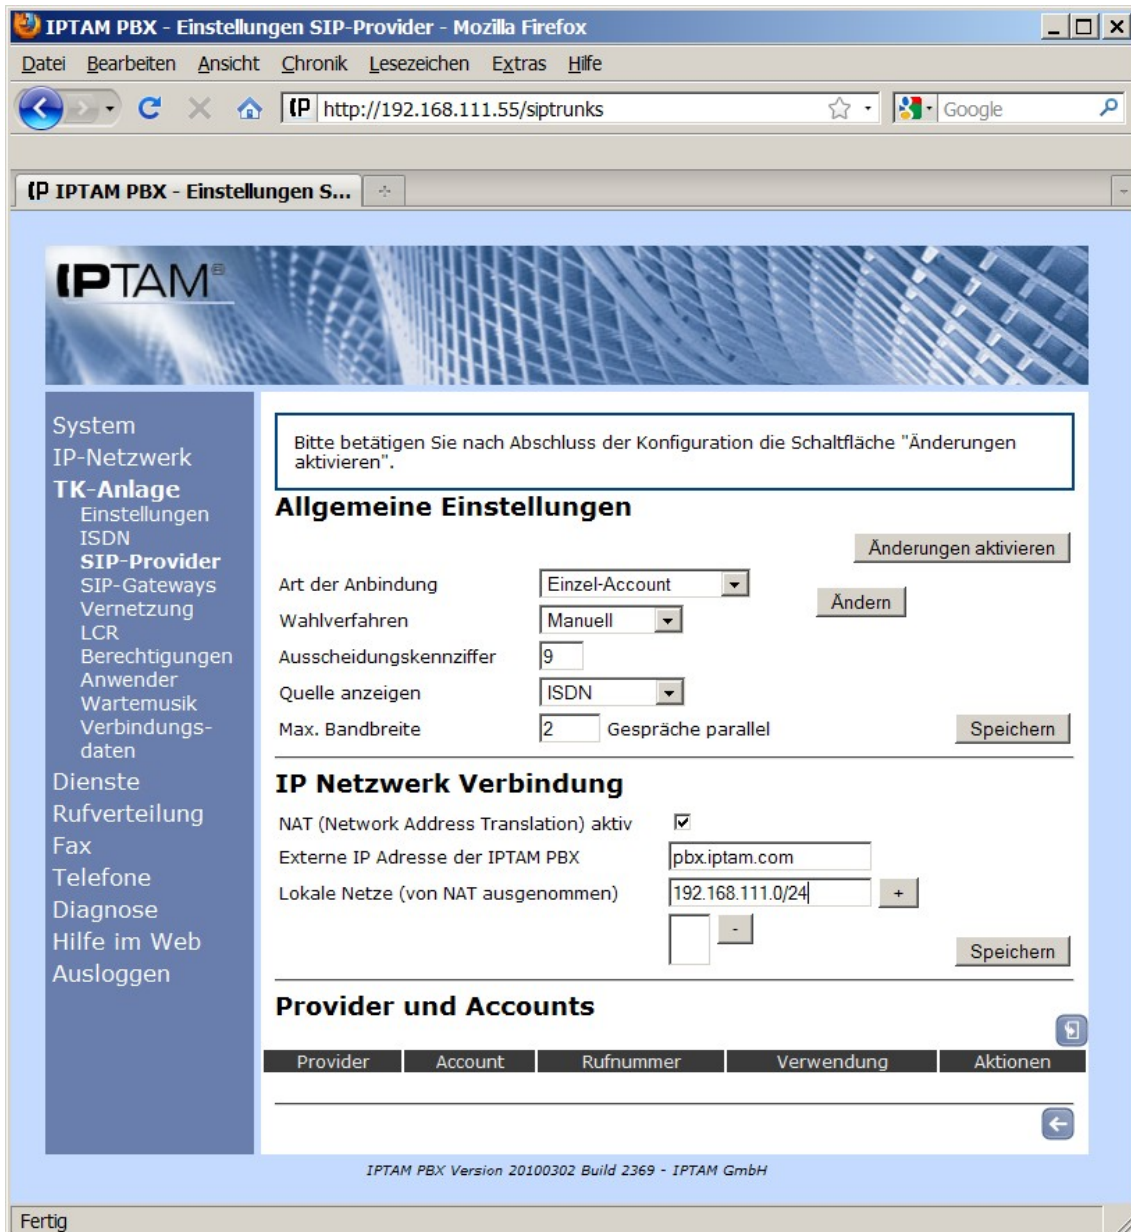 IPTAM PBX - Einstellungen SIP-Provider - Mozilla Firefox
Datei Bearbeiten Ansicht Chronik Lesezeichen Extras Hilfe
http://192.168.111.55/siptrunks Google
IPTAM PBX - Einstellungen S...
IPTAM®
System
IP-Netzwerk
TK-Anlage
Einstellungen
ISDN
SIP-Provider
SIP-Gateways
Vernetzung
LCR
Berechtigungen
Anwender
Wartemusik
Verbindungs-
daten
Dienste
Rufverteilung
Fax
Telefone
Diagnose
Hilfe im Web
Ausloggen
Bitte betätigen Sie nach Abschluss der Konfiguration die Schaltfläche "Änderungen
aktivieren".
Allgemeine Einstellungen
Änderungen aktivieren
Art der Anbindung Einzel-Account
Ändern
Wahlverfahren Manuell
Ausscheidungskennziffer 9
Quelle anzeigen ISDN
Max. Bandbreite 2 Gespräche parallel Speichern
IP Netzwerk Verbindung
NAT (Network Address Translation) aktiv
Externe IP Adresse der IPTAM PBX pbx.iptam.com
Lokale Netze (von NAT ausgenommen) 192.168.111.0/24 +
-
Speichern
Provider und Accounts
Provider Account Rufnummer Verwendung Aktionen
IPTAM PBX Version 20100302 Build 2369 - IPTAM GmbH
Fertig